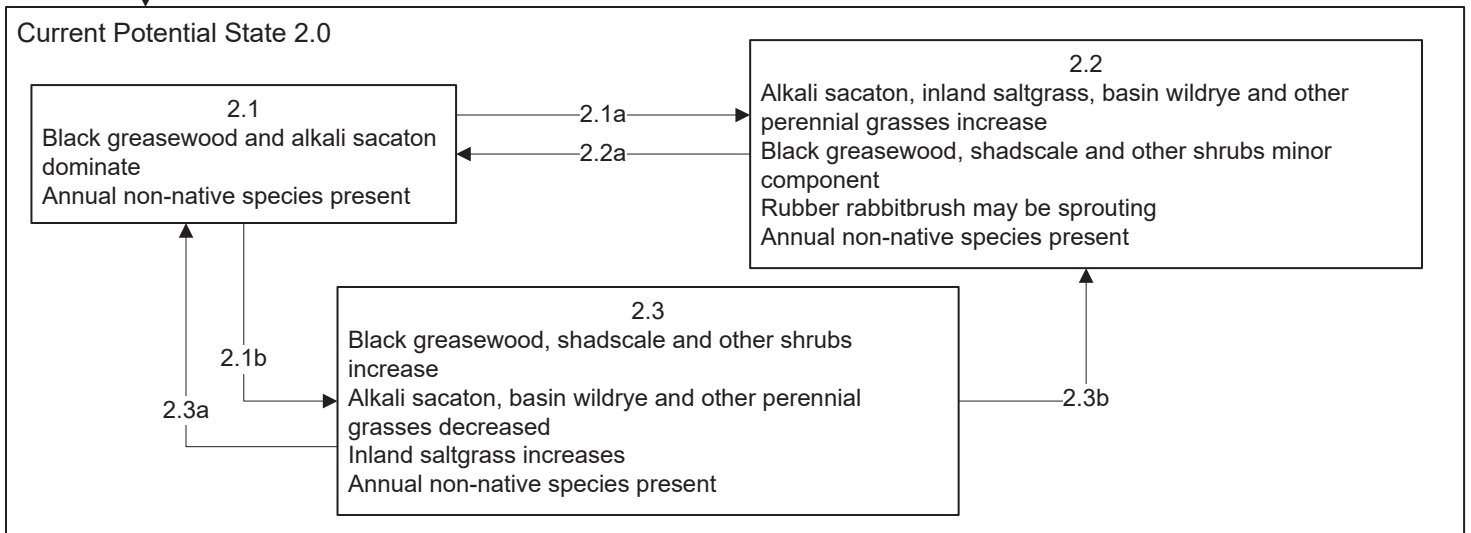 Current Potential State 2.0
2.1
Black greasewood and alkali sacaton
dominate
Annual non-native species present
2.1a
2.2a
2.2
Alkali sacaton, inland saltgrass, basin wildrye and other
perennial grasses increase
Black greasewood, shadscale and other shrubs minor
component
Rubber rabbitbrush may be sprouting
Annual non-native species present
2.1b
2.3a
2.3
Black greasewood, shadscale and other shrubs
increase
Alkali sacaton, basin wildrye and other perennial
grasses decreased
Inland saltgrass increases
Annual non-native species present
2.3b